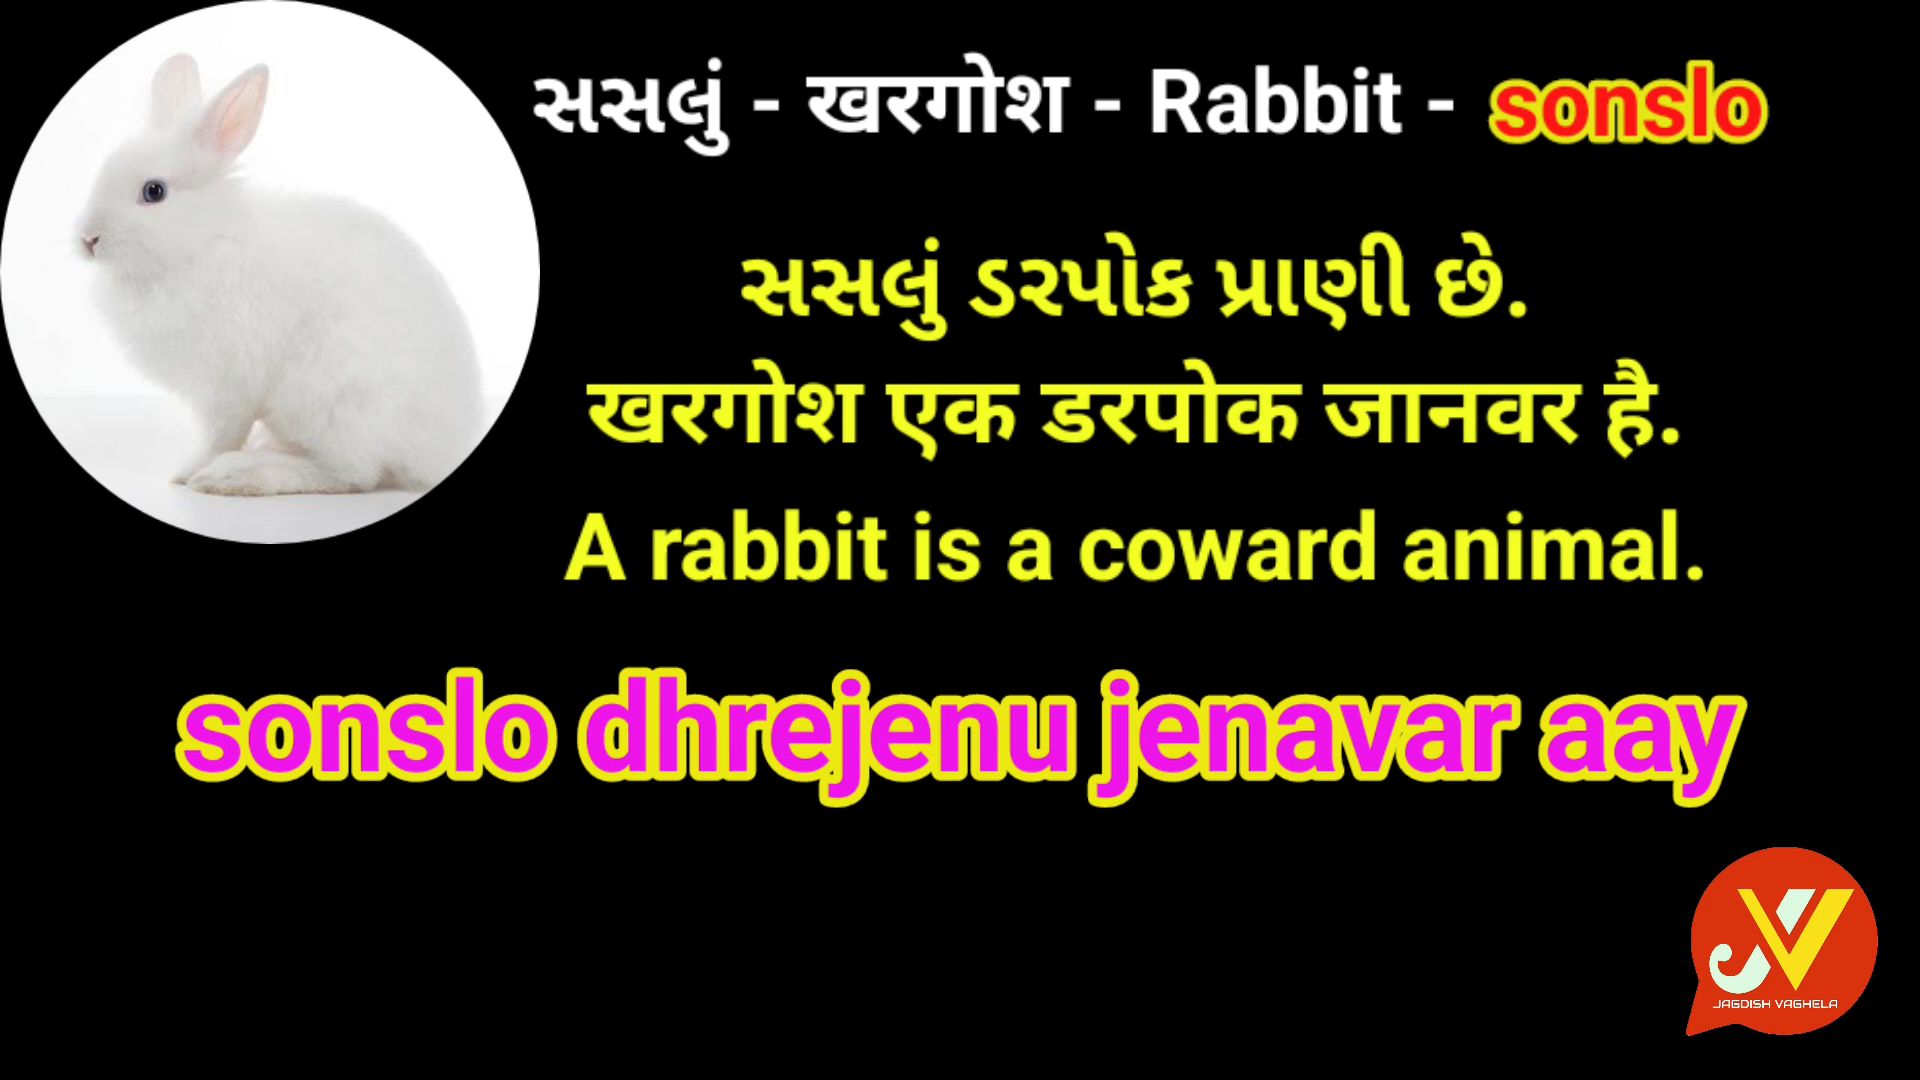 સસલું - खरगोश - Rabbit - sonslo
સસલું ડરપોક પ્રાણી છે.
खरगोश एक डरपोक जानवर है.
A rabbit is a coward animal.
sonslo dhrejenu jenavar aay
JV
JAGDISH VAGHELA